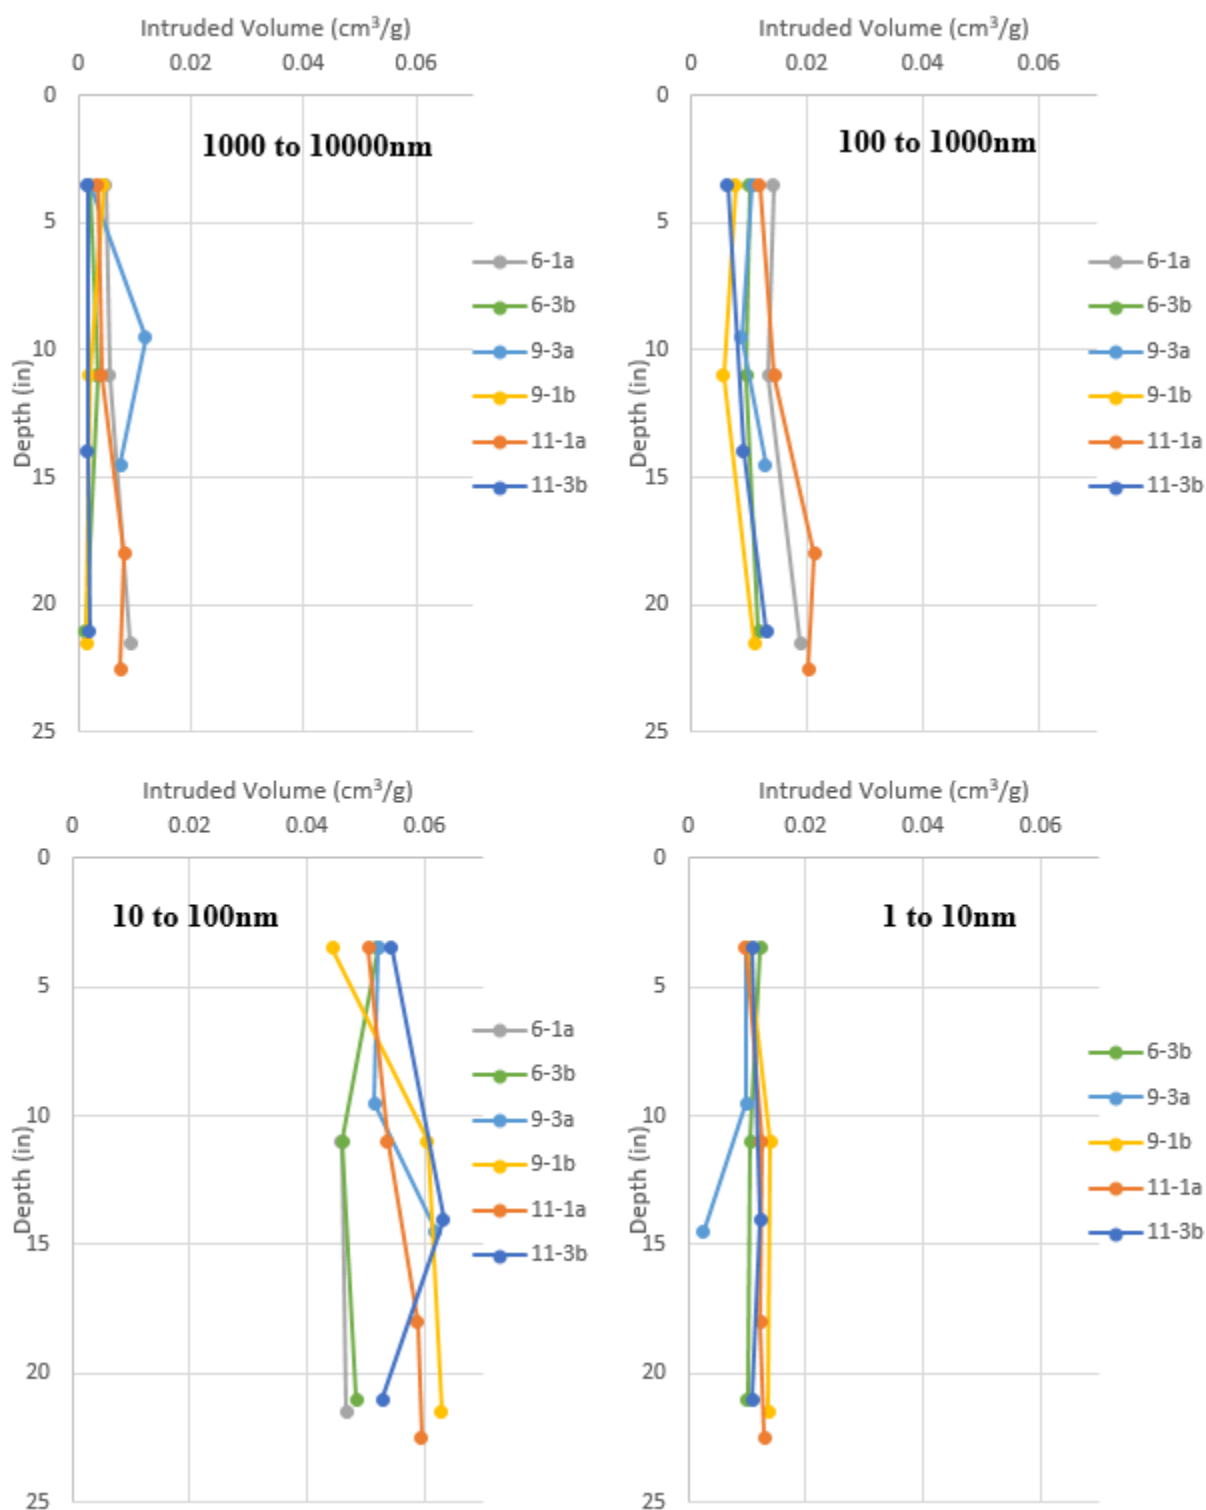 Intruded Volume (cm³/g)
0 0.02 0.04 0.06
0
5
10
15
20
25
Depth (in)
1000 to 10000nm
6-1a
6-3b
9-3a
9-1b
11-1a
11-3b
Intruded Volume (cm³/g)
0 0.02 0.04 0.06
0
5
10
15
20
25
Depth (in)
100 to 1000nm
6-1a
6-3b
9-3a
9-1b
11-1a
11-3b
Intruded Volume (cm³/g)
0 0.02 0.04 0.06
0
5
10
15
20
25
Depth (in)
10 to 100nm
6-1a
6-3b
9-3a
9-1b
11-1a
11-3b
Intruded Volume (cm³/g)
0 0.02 0.04 0.06
0
5
10
15
20
25
Depth (in)
1 to 10nm
6-3b
9-3a
9-1b
11-1a
11-3b